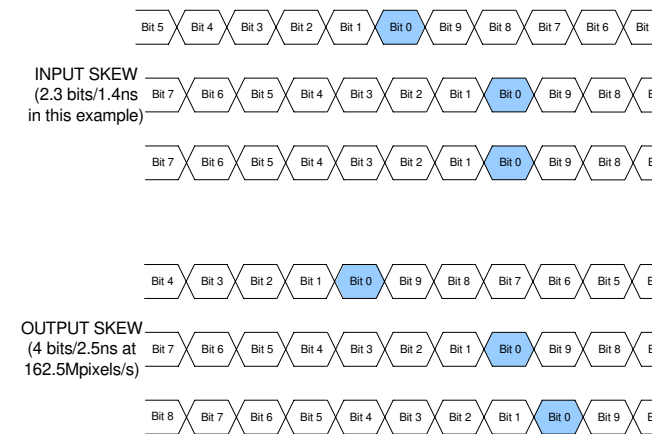 Bit 5 Bit 4 Bit 3 Bit 2 Bit 1 Bit 0 Bit 9 Bit 8 Bit 7 Bit 6 Bit
INPUT SKEW
(2.3 bits/1.4ns
in this example)
Bit 7 Bit 6 Bit 5 Bit 4 Bit 3 Bit 2 Bit 1 Bit 0 Bit 9 Bit 8 B
Bit 7 Bit 6 Bit 5 Bit 4 Bit 3 Bit 2 Bit 1 Bit 0 Bit 9 Bit 8 B
Bit 4 Bit 3 Bit 2 Bit 1 Bit 0 Bit 9 Bit 8 Bit 7 Bit 6 Bit 5 B
OUTPUT SKEW
(4 bits/2.5ns at
162.5Mpixels/s)
Bit 7 Bit 6 Bit 5 Bit 4 Bit 3 Bit 2 Bit 1 Bit 0 Bit 9 Bit 8 B
Bit 8 Bit 7 Bit 6 Bit 5 Bit 4 Bit 3 Bit 2 Bit 1 Bit 0 Bit 9 B